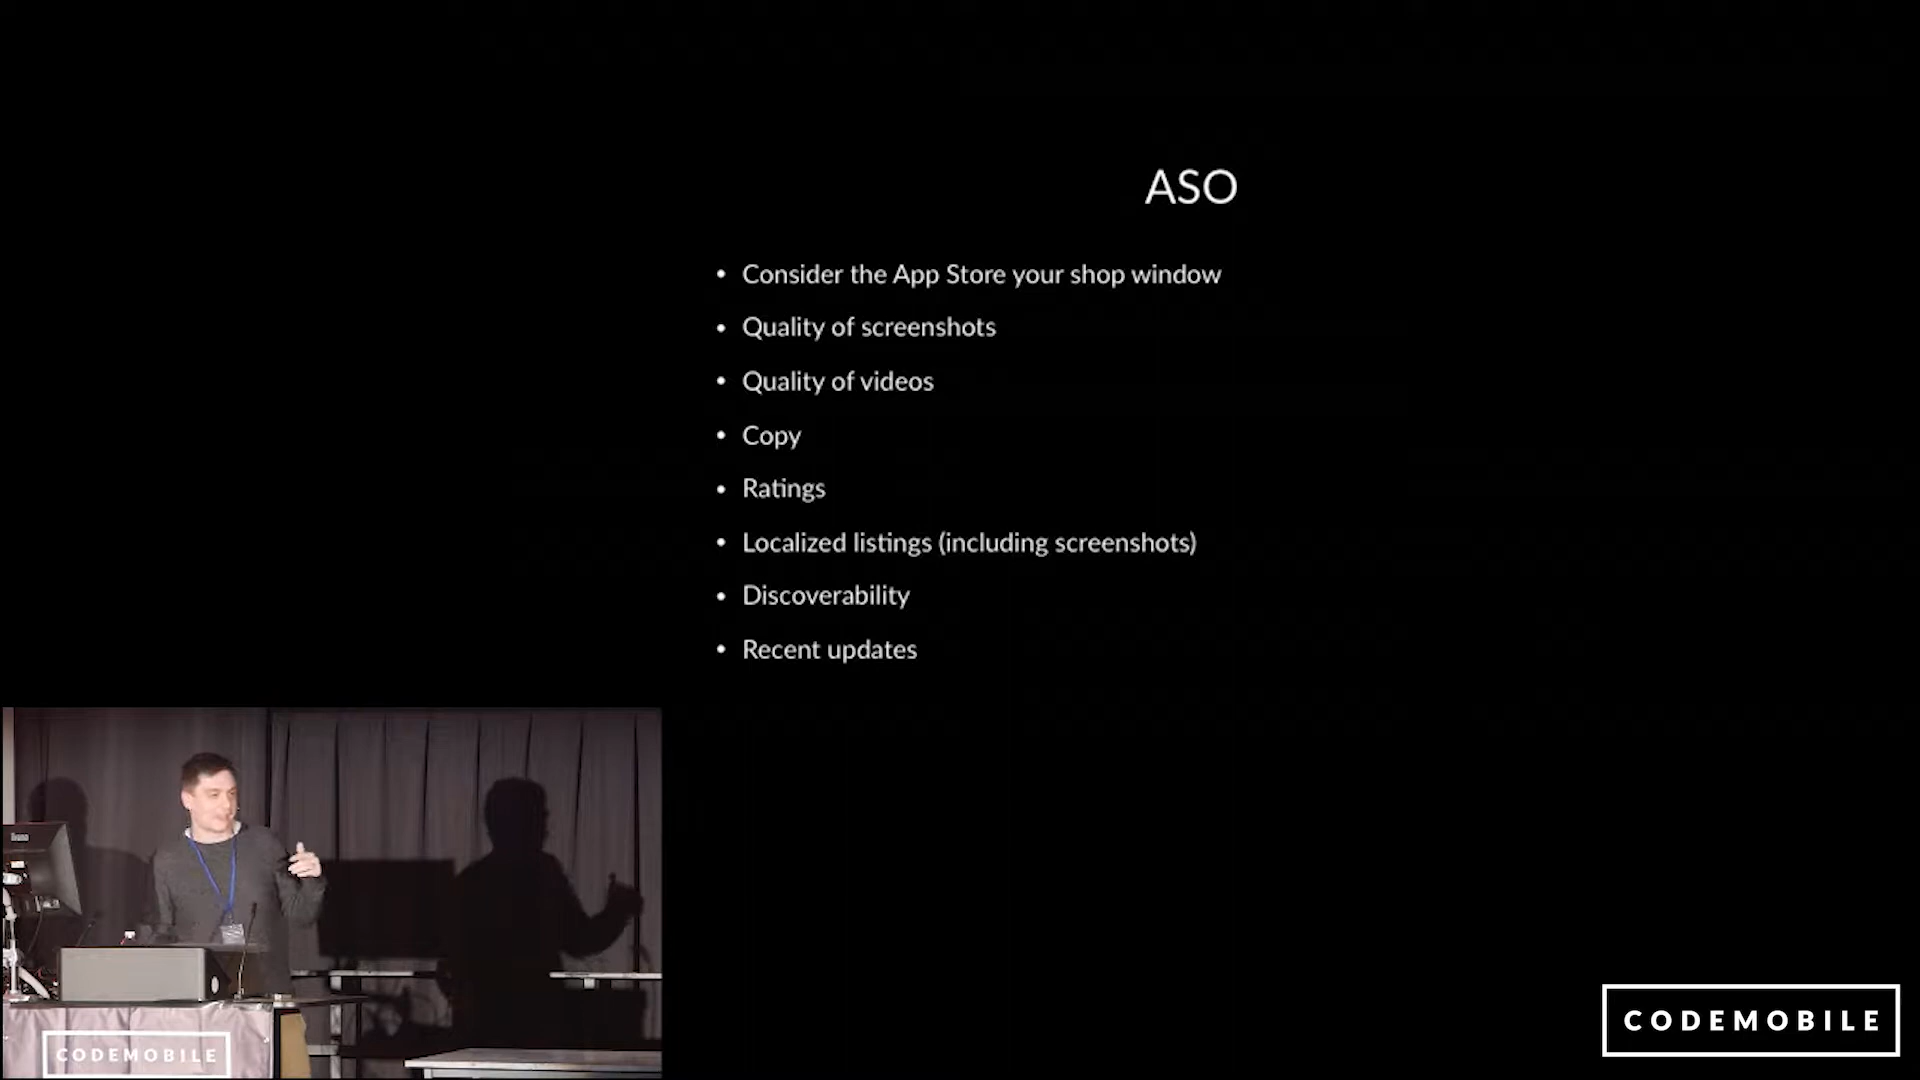 ASO
• Consider the App Store your shop window
• Quality of screenshots
• Quality of videos
• Copy
• Ratings
• Localized listings (including screenshots)
• Discoverability
• Recent updates
CODEMOBILE
CODEMOBILE